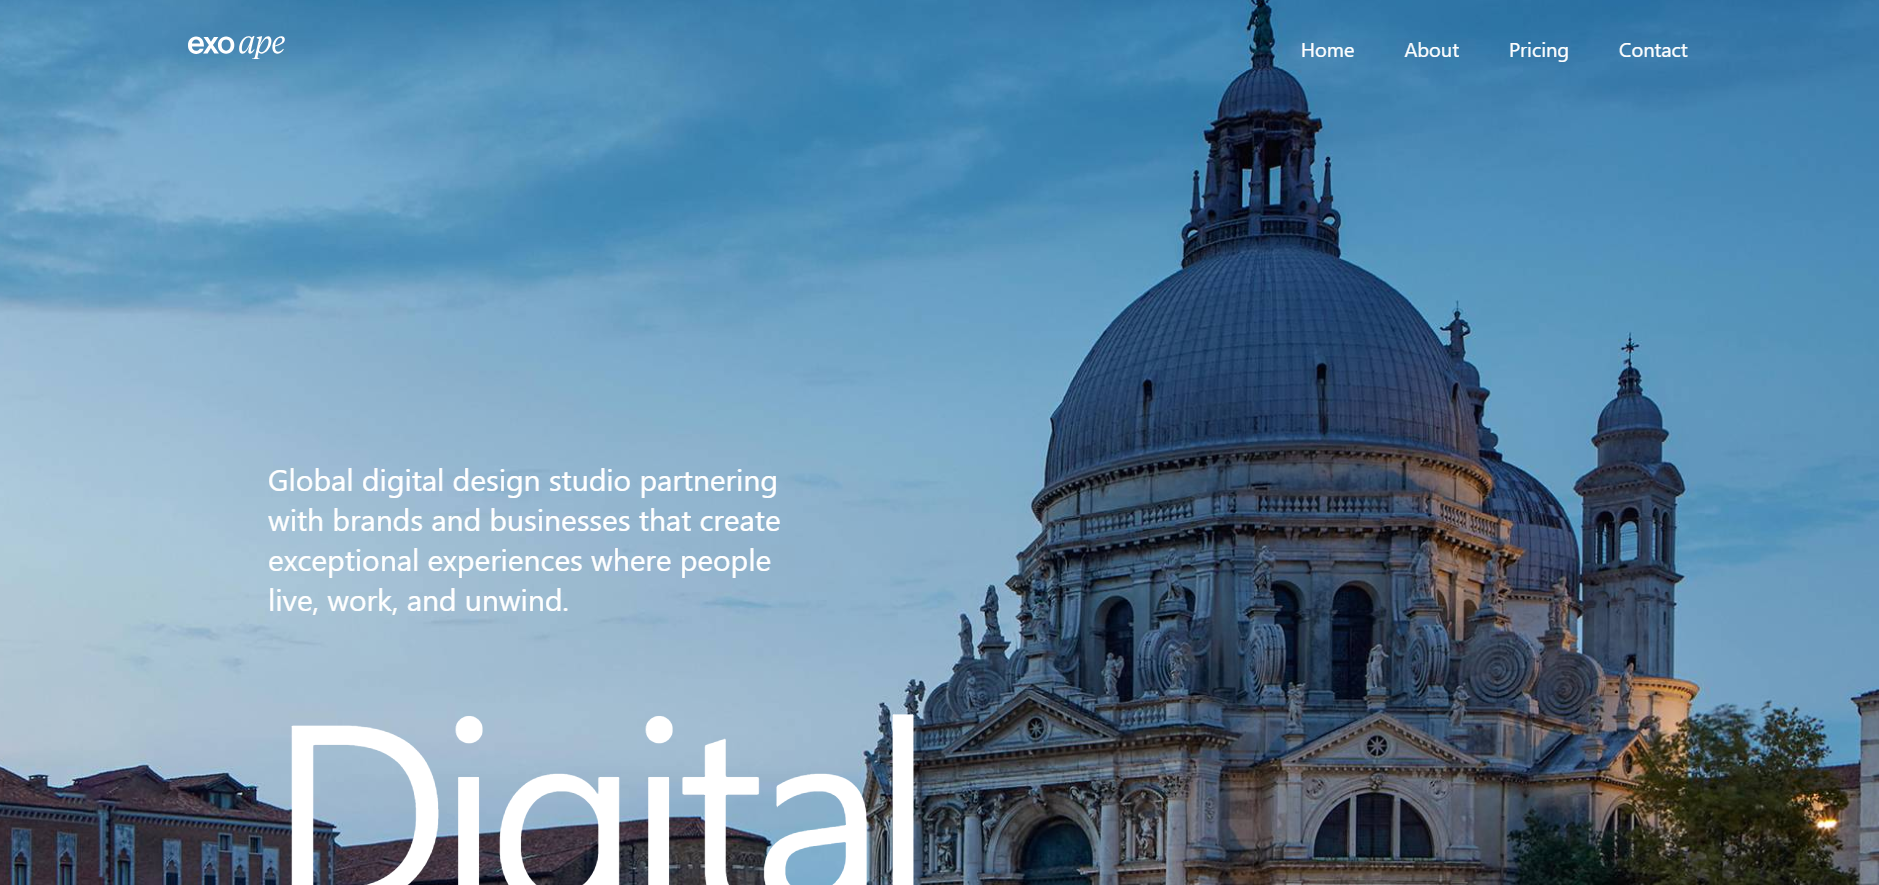 exo ape
Home About Pricing Contact
Global digital design studio partnering
with brands and businesses that create
exceptional experiences where people
live, work, and unwind.
Digital